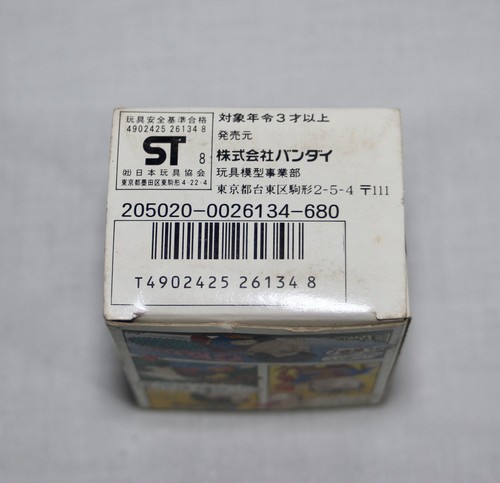 玩具安全基準合格
4902425 26134 8
ST 8
㈳日本玩具協会
東京都墨田区東駒形4-22-4
対象年令3才以上
発売元
株式会社バンダイ
玩具模型事業部
東京都台東区駒形2-5-4 〒111
205020-0026134-680
T4902425 26134 8